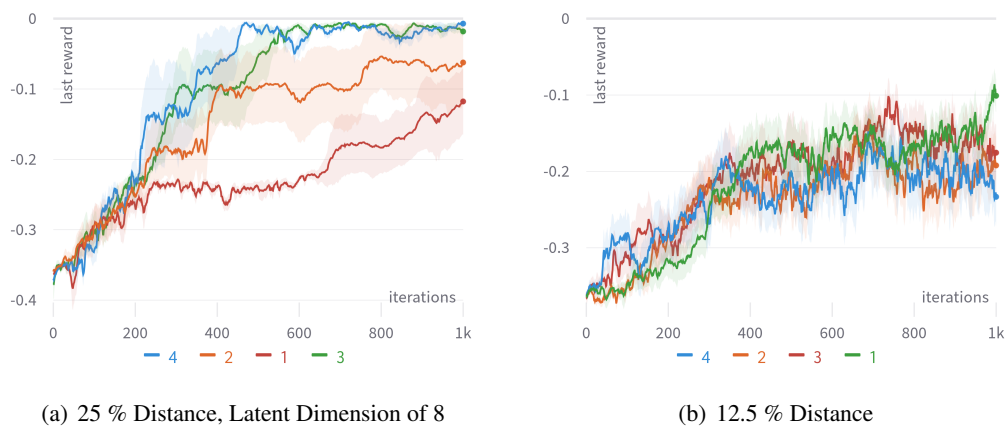 0
-0.1
-0.2
-0.3
-0.4
last reward
iterations
0 200 400 600 800 1k
4 2 1 3
(a) 25 % Distance, Latent Dimension of 8
0
-0.1
-0.2
-0.3
last reward
iterations
0 200 400 600 800 1k
4 2 3 1
(b) 12.5 % Distance